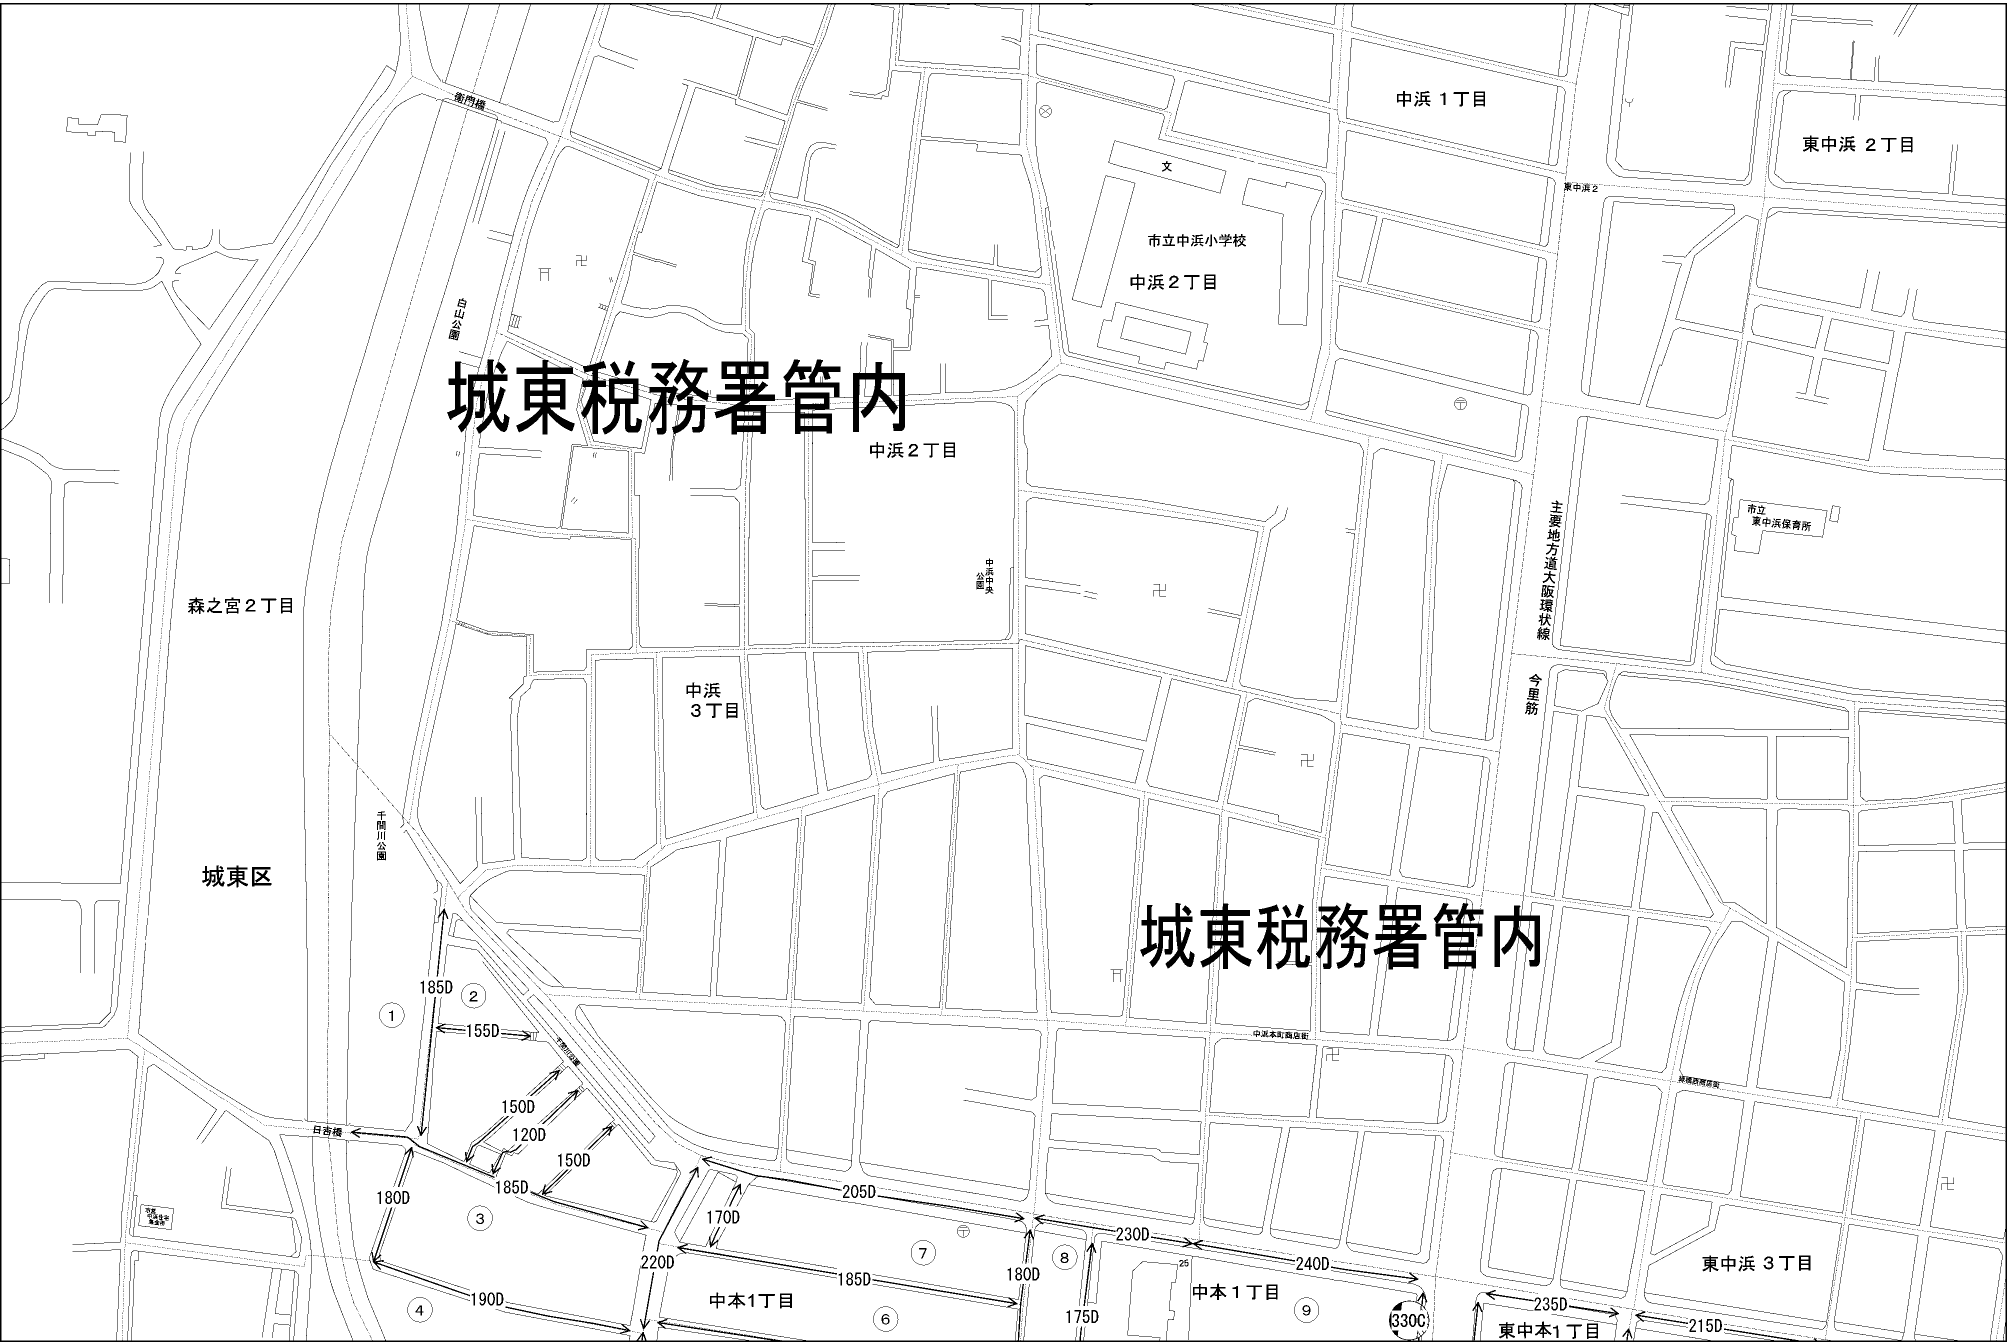 衛門橋
中浜１丁目
東中浜 ２丁目
文
東中浜２
市立中浜小学校
中浜２丁目
白山公園
城東税務署管内
中浜２丁目
主要地方道大阪環状線
市立
東中浜保育所
中浜中央
公園
森之宮２丁目
中浜
３丁目
今里筋
千間川公園
城東区
城東税務署管内
185D
②
①
155D
千間川公園
中浜本町商店街
150D
120D
日吉橋
150D
185D
180D
③
205D
170D
230D
220D
⑦
⑧
180D
185D
240D
東中浜 ３丁目
25
190D
④
中本1丁目
⑥
175D
中本１丁目
⑨
330C
235D
東中本１丁目
215D